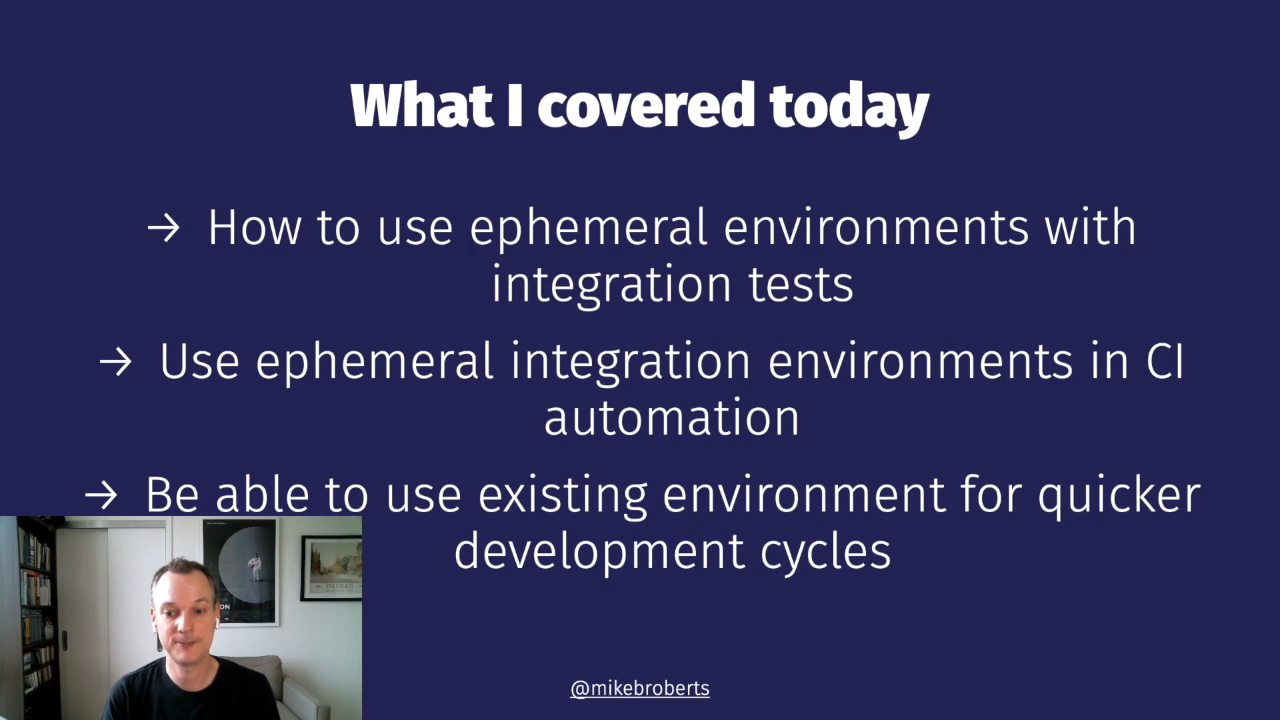 What I covered today
→ How to use ephemeral environments with
integration tests
→ Use ephemeral integration environments in CI
automation
→ Be able to use existing environment for quicker
development cycles
OXFORD
@mikebroberts